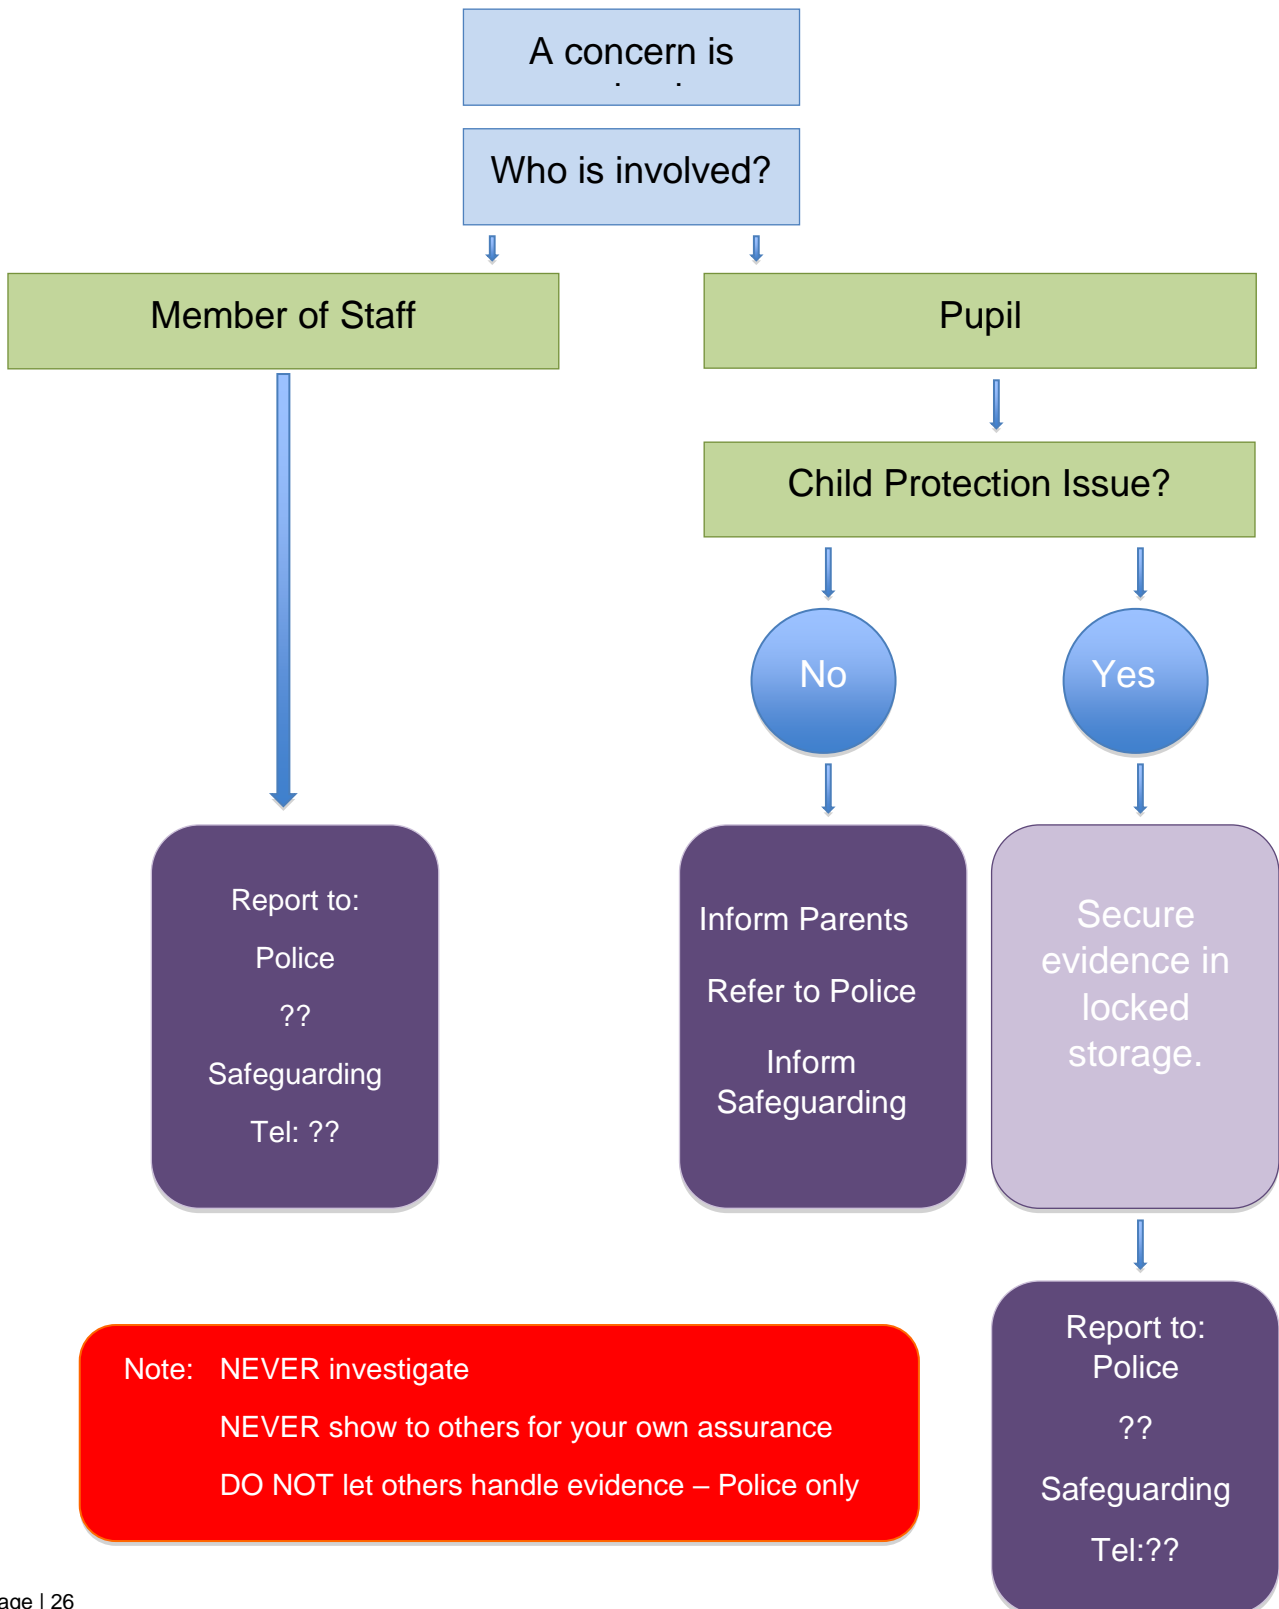 A concern is
Who is involved?
Member of Staff
Pupil
Child Protection Issue?
No
Yes
Report to:
Police
??
Safeguarding
Tel: ??
Inform Parents
Refer to Police
Inform
Safeguarding
Secure
evidence in
locked
storage.
Note: NEVER investigate
NEVER show to others for your own assurance
DO NOT let others handle evidence – Police only
Report to:
Police
??
Safeguarding
Tel:??
age | 26